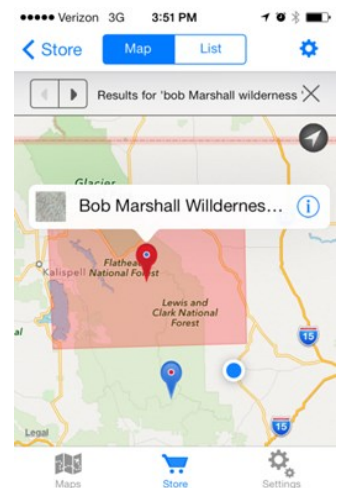 Verizon 3G 3:51 PM
Store Map List
Results for 'bob Marshall wilderness '
Glacier
Bob Marshall Willdernes...
Kalispell
Flathead
National Forest
Lewis and
Clark National
Forest
al
15
15
Legal
Maps Store Settings